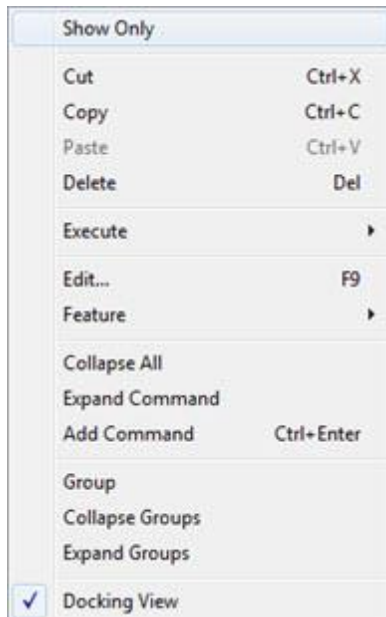 Show Only
Cut Ctrl+X
Copy Ctrl+C
Paste Ctrl+V
Delete Del
Execute
Edit... F9
Feature
Collapse All
Expand Command
Add Command Ctrl+Enter
Group
Collapse Groups
Expand Groups
Docking View